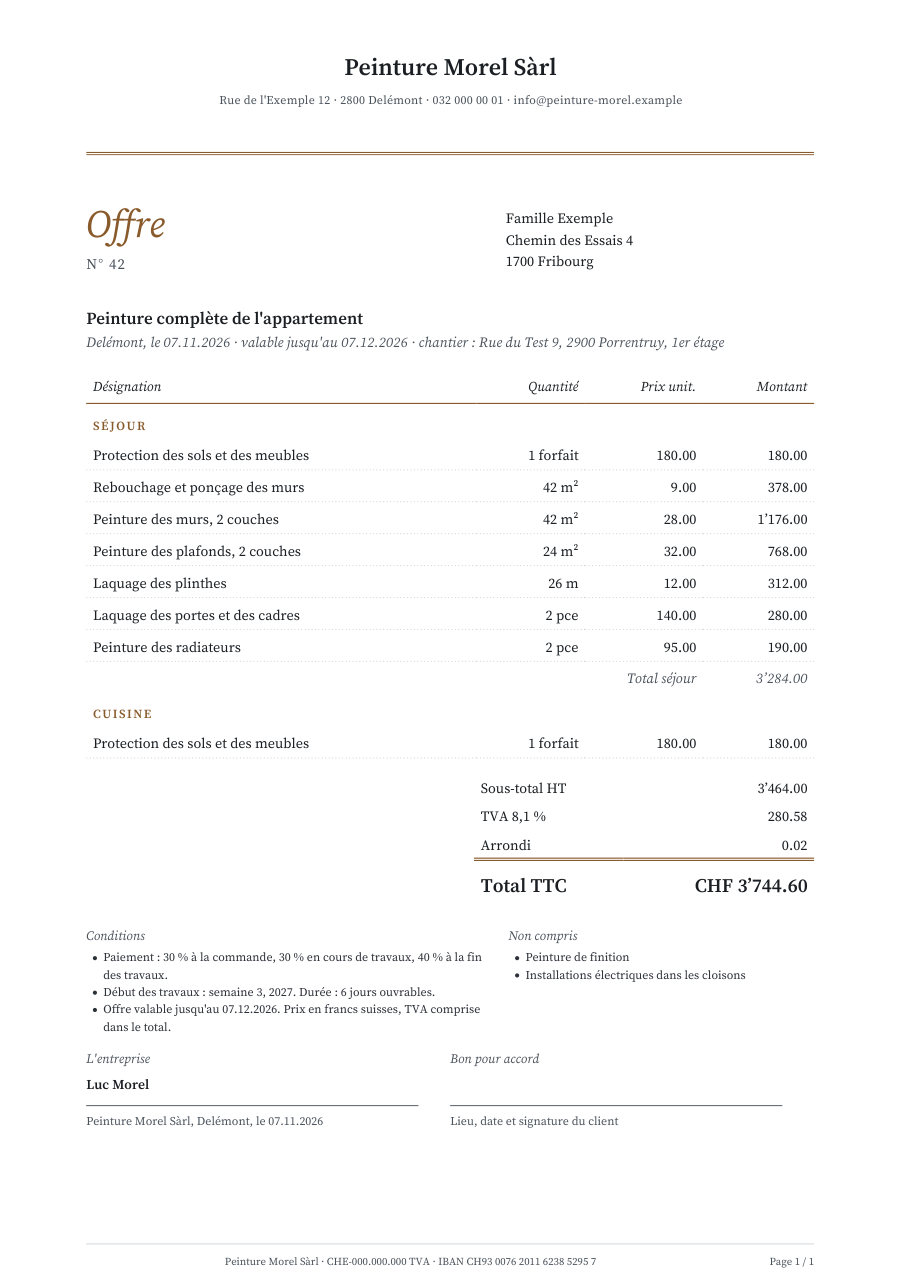 Peinture Morel Sàrl
Rue de l'Exemple 12 · 2800 Delémont · 032 000 00 01 · info@peinture-morel.example
Offre
N° 42
Famille Exemple
Chemin des Essais 4
1700 Fribourg
Peinture complète de l'appartement
Delémont, le 07.11.2026 · valable jusqu'au 07.12.2026 · chantier : Rue du Test 9, 2900 Porrentruy, 1er étage
Désignation Quantité Prix unit. Montant
SÉJOUR
Protection des sols et des meubles 1 forfait 180.00 180.00
Rebouchage et ponçage des murs 42 m² 9.00 378.00
Peinture des murs, 2 couches 42 m² 28.00 1’176.00
Peinture des plafonds, 2 couches 24 m² 32.00 768.00
Laquage des plinthes 26 m 12.00 312.00
Laquage des portes et des cadres 2 pce 140.00 280.00
Peinture des radiateurs 2 pce 95.00 190.00
Total séjour 3’284.00
CUISINE
Protection des sols et des meubles 1 forfait 180.00 180.00
Sous-total HT 3’464.00
TVA 8,1 % 280.58
Arrondi 0.02
Total TTC CHF 3’744.60
Conditions
• Paiement : 30 % à la commande, 30 % en cours de travaux, 40 % à la fin
des travaux.
• Début des travaux : semaine 3, 2027. Durée : 6 jours ouvrables.
• Offre valable jusqu'au 07.12.2026. Prix en francs suisses, TVA comprise
dans le total.
Non compris
• Peinture de finition
• Installations électriques dans les cloisons
L'entreprise
Luc Morel
Peinture Morel Sàrl, Delémont, le 07.11.2026
Bon pour accord
Lieu, date et signature du client
Peinture Morel Sàrl · CHE-000.000.000 TVA · IBAN CH93 0076 2011 6238 5295 7
Page 1 / 1